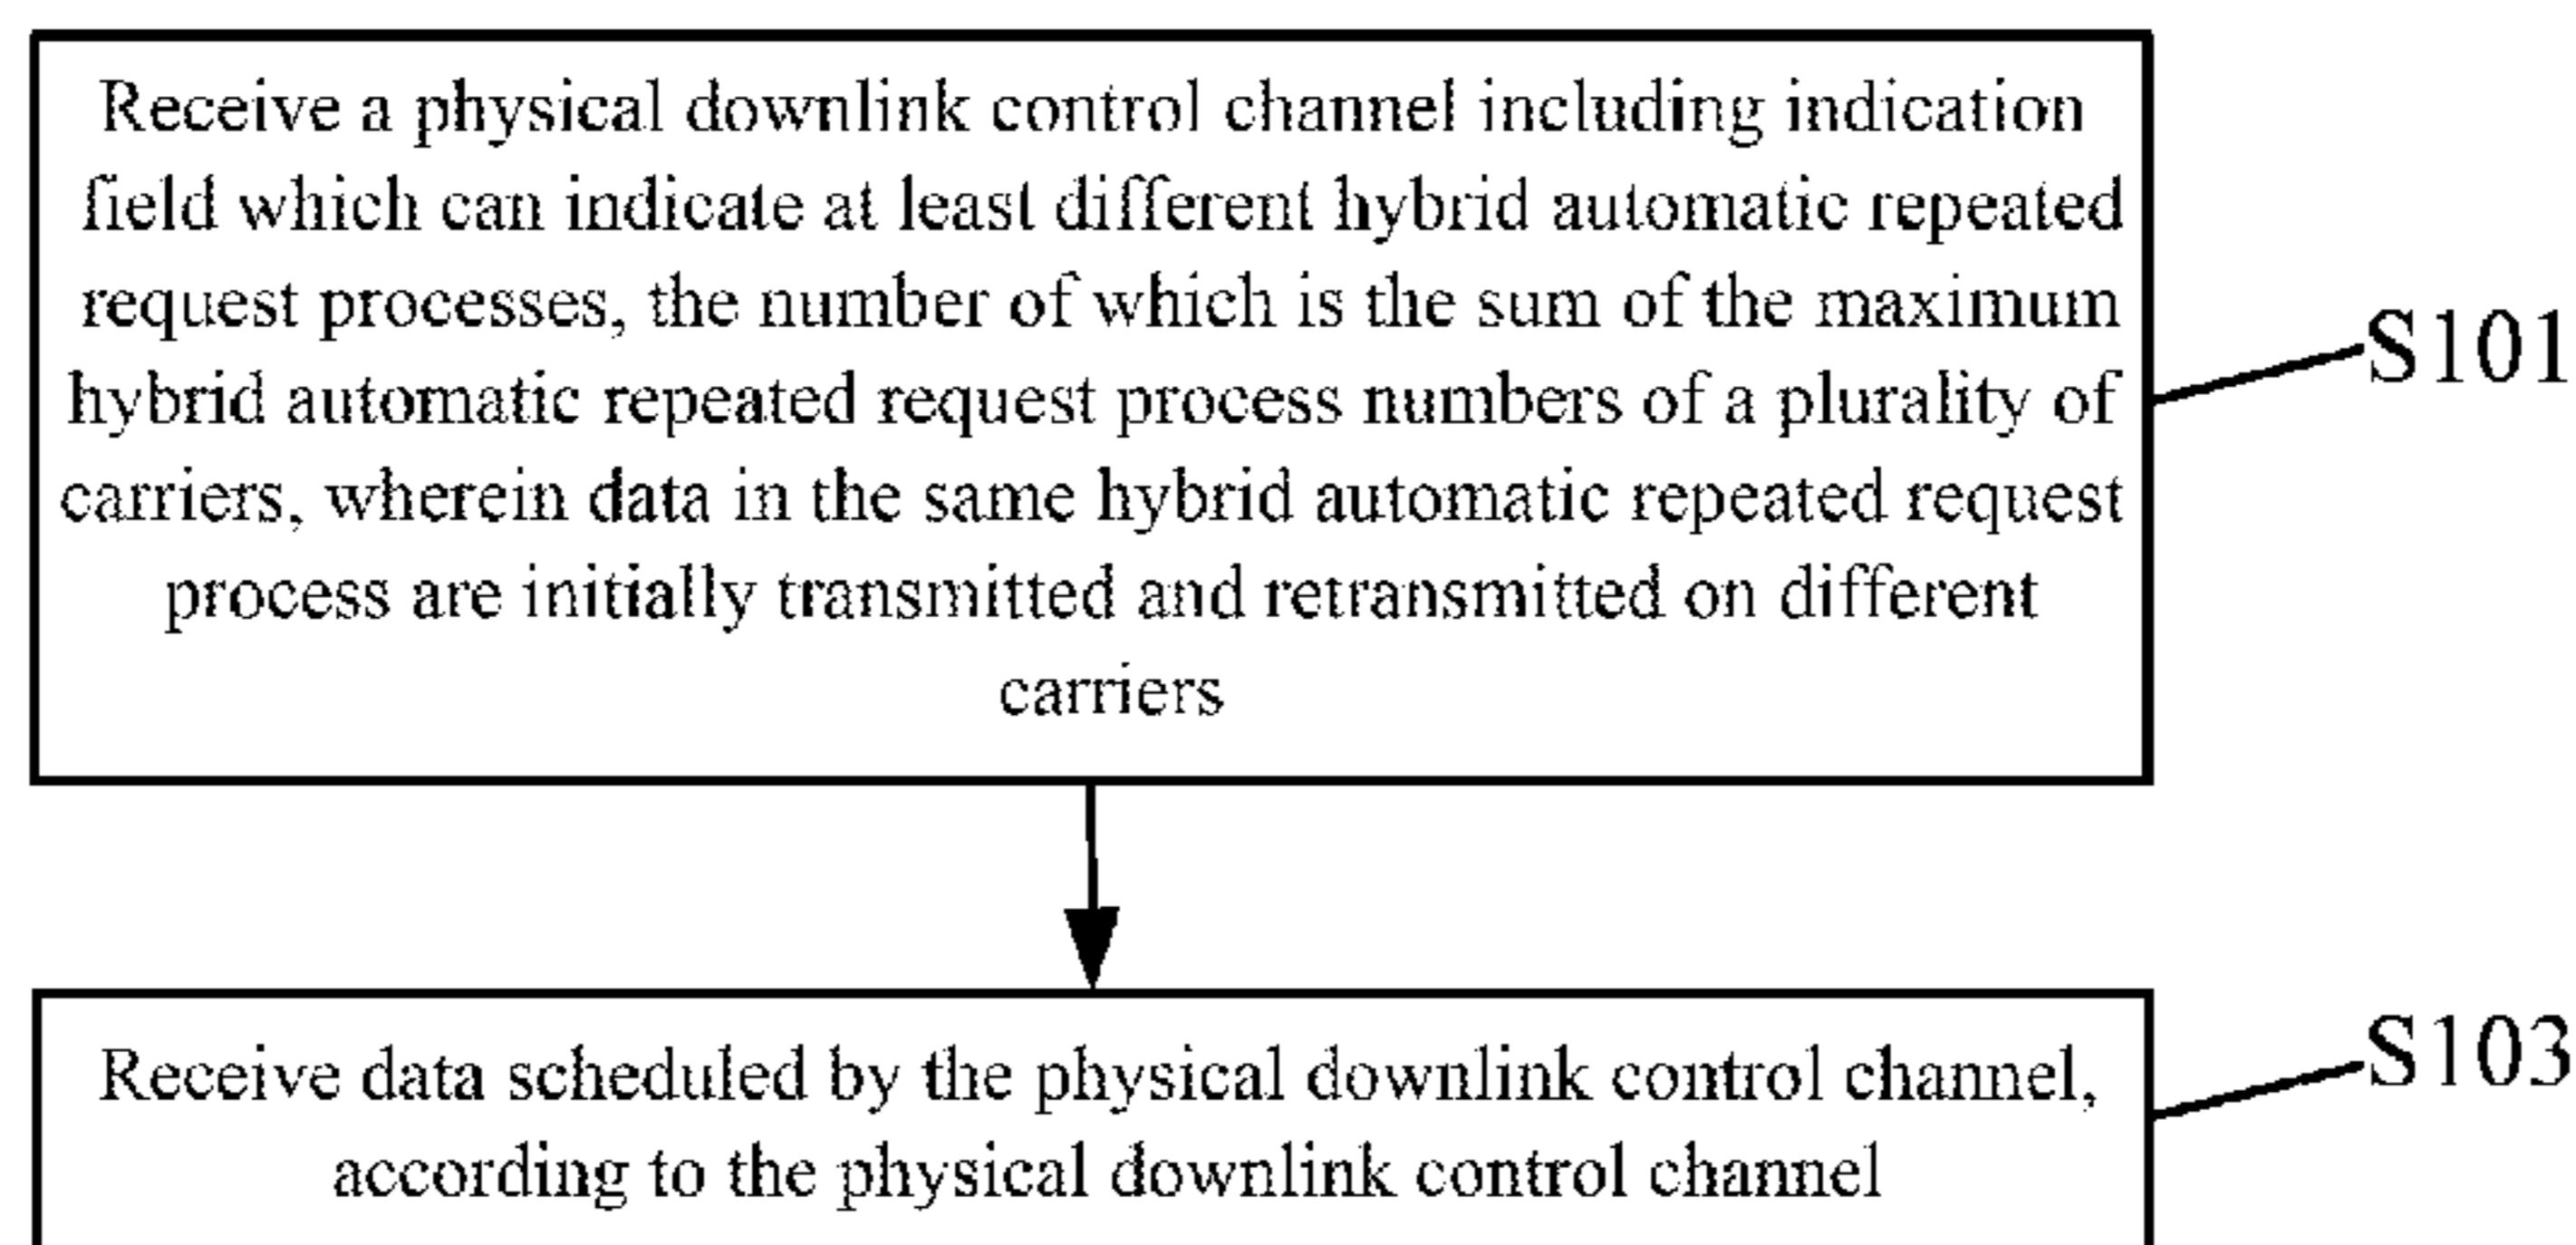 Receive a physical downlink control channel including indication
field which can indicate at least different hybrid automatic repeated
request processes, the number of which is the sum of the maximum
hybrid automatic repeated request process numbers of a plurality of
carriers, wherein data in the same hybrid automatic repeated request
process are initially transmitted and retransmitted on different
carriers
S101
Receive data scheduled by the physical downlink control channel,
according to the physical downlink control channel
S103